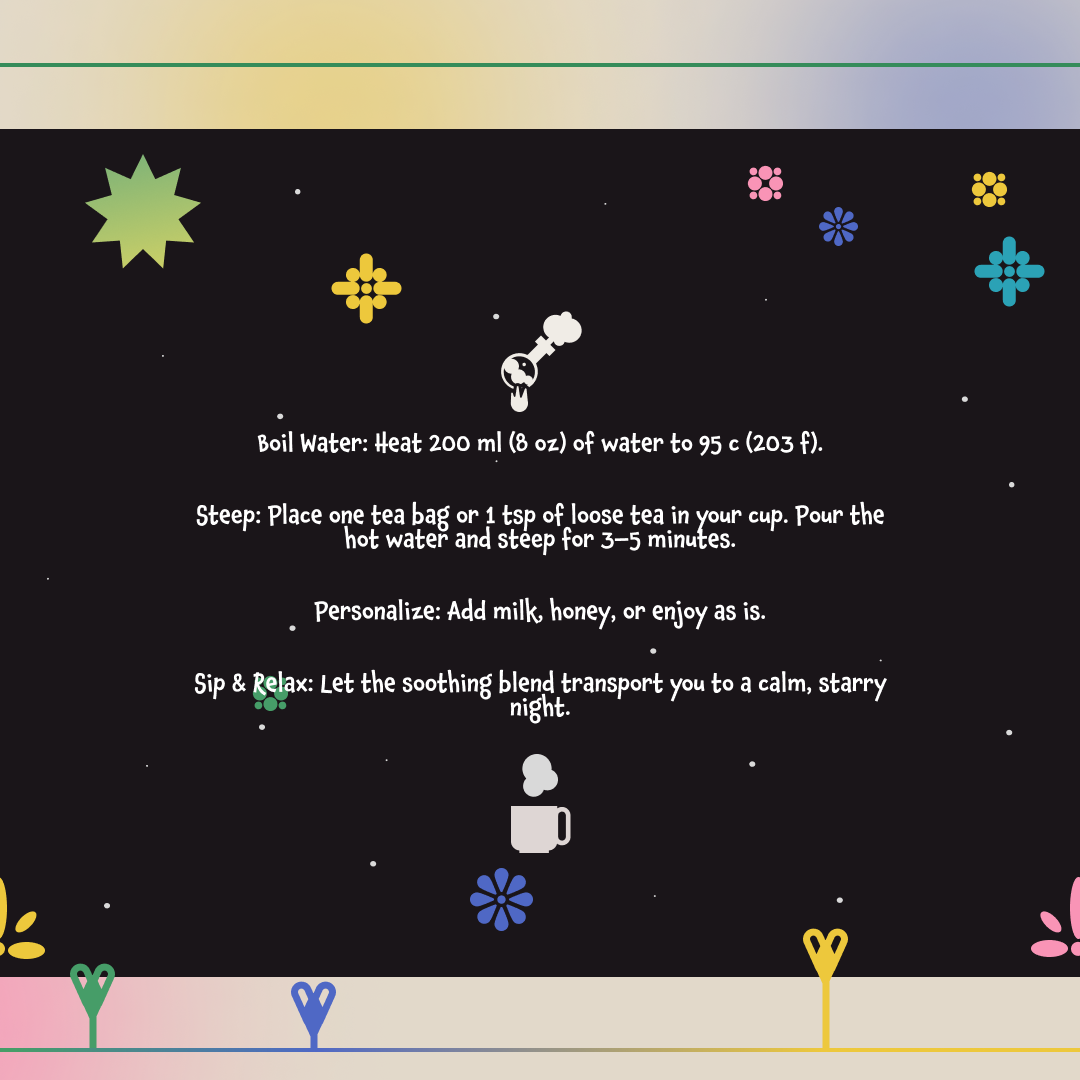 Boil Water: Heat 200 ml (8 oz) of water to 95 c (203 f).
Steep: Place one tea bag or 1 tsp of loose tea in your cup. Pour the
hot water and steep for 3–5 minutes.
Personalize: Add milk, honey, or enjoy as is.
Sip & Relax: Let the soothing blend transport you to a calm, starry
night.